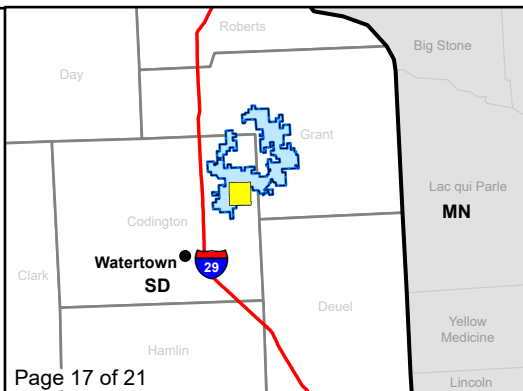 Roberts
Big Stone
Day
Grant
Lac qui Parle
MN
Codington
Watertown
29
SD
Clark
Deuel
Yellow
Medicine
Hamlin
Page 17 of 21
Lincoln